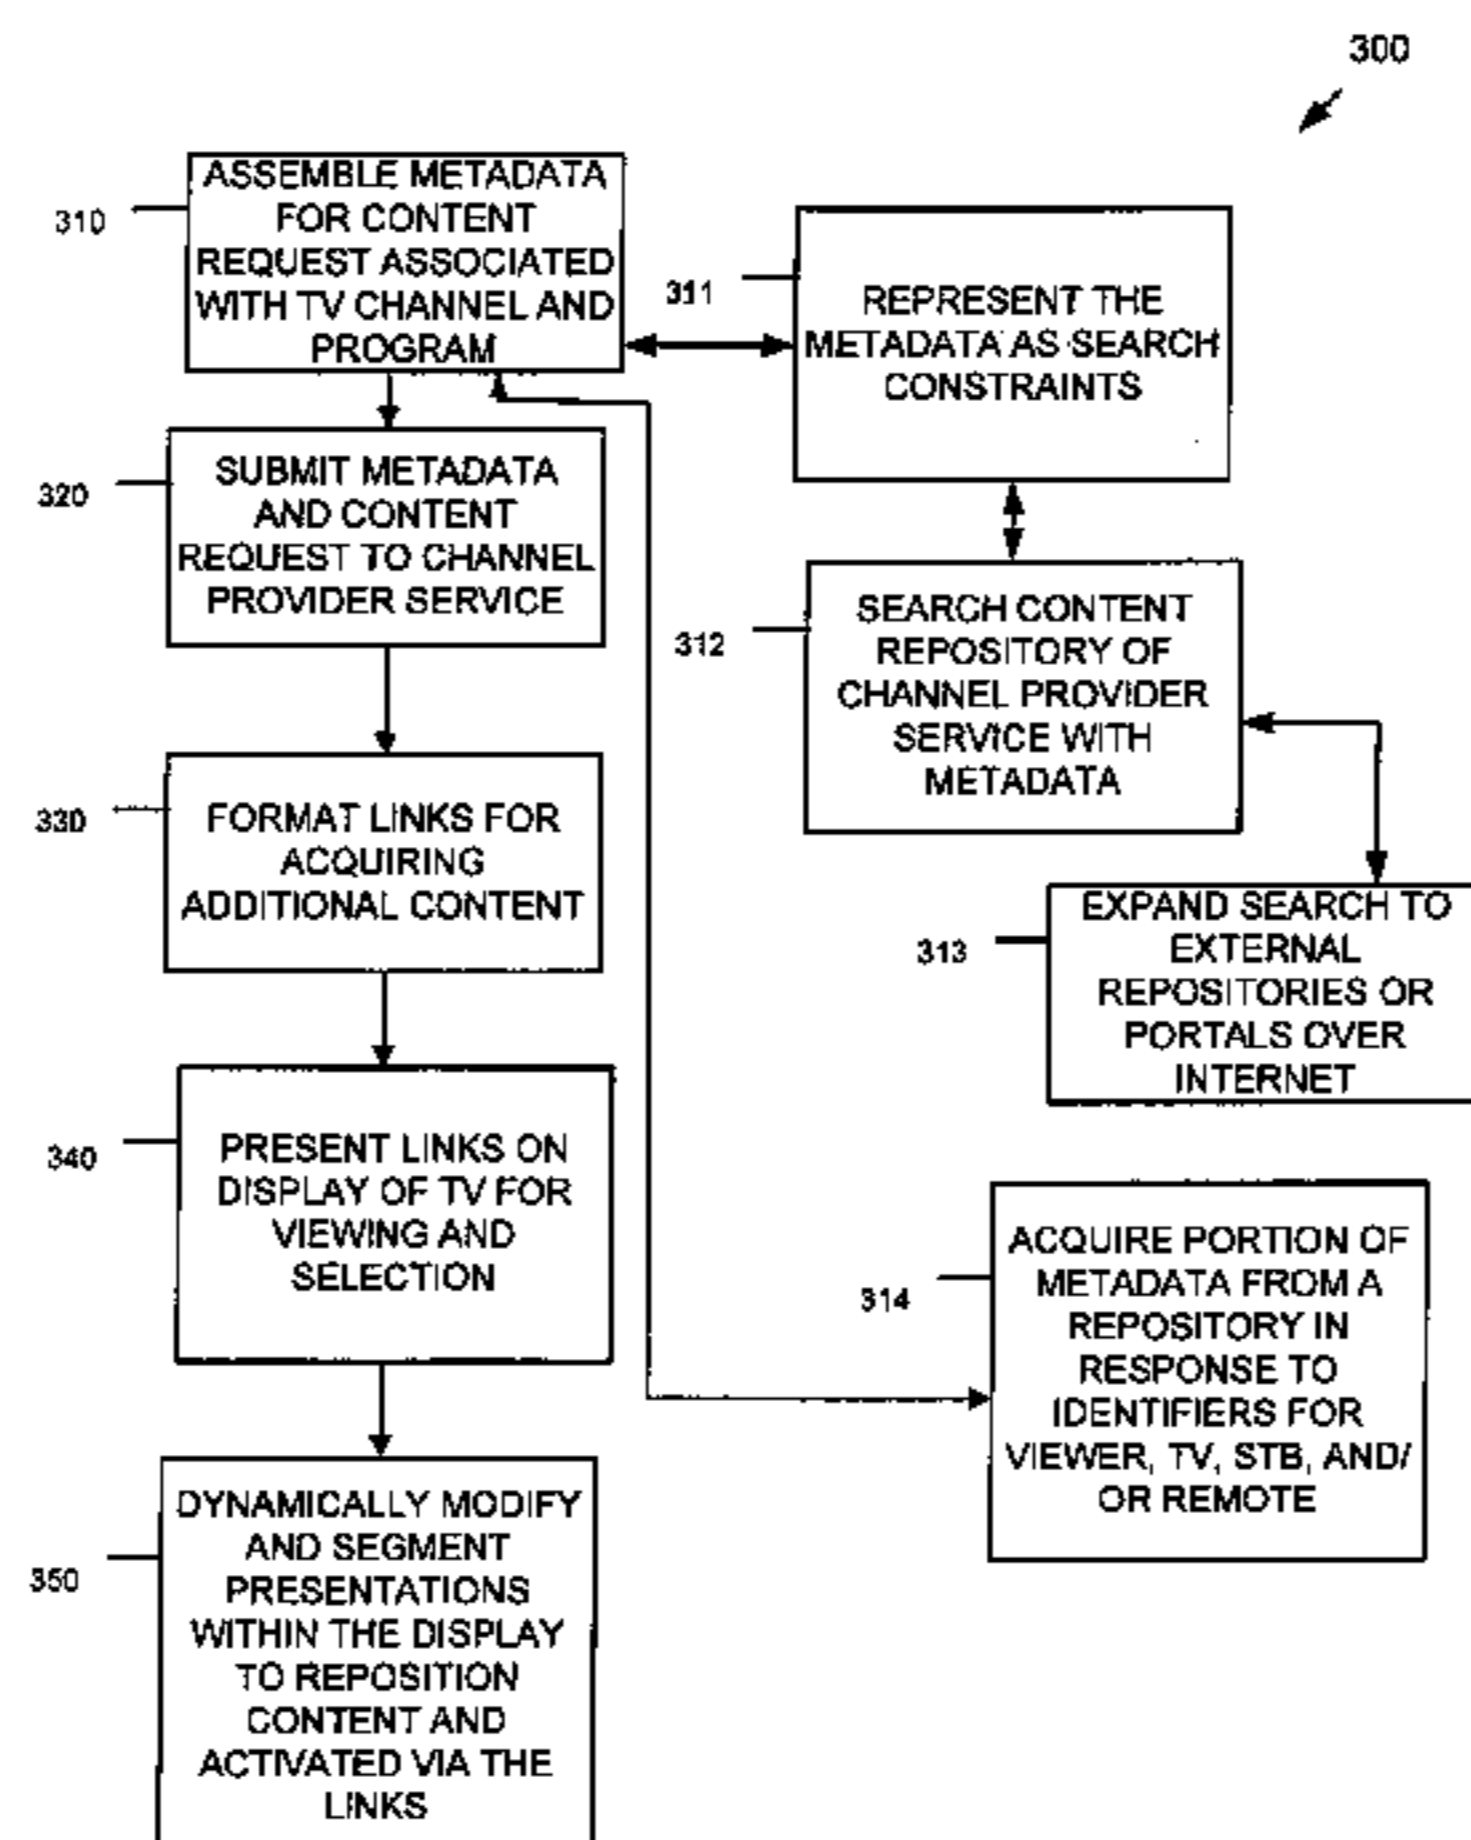 300
310
ASSEMBLE METADATA
FOR CONTENT
REQUEST ASSOCIATED
WITH TV CHANNEL AND
PROGRAM
311
REPRESENT THE
METADATA AS SEARCH
CONSTRAINTS
320
SUBMIT METADATA
AND CONTENT
REQUEST TO CHANNEL
PROVIDER SERVICE
312
SEARCH CONTENT
REPOSITORY OF
CHANNEL PROVIDER
SERVICE WITH
METADATA
330
FORMAT LINKS FOR
ACQUIRING
ADDITIONAL CONTENT
313
EXPAND SEARCH TO
EXTERNAL
REPOSITORIES OR
PORTALS OVER
INTERNET
340
PRESENT LINKS ON
DISPLAY OF TV FOR
VIEWING AND
SELECTION
314
ACQUIRE PORTION OF
METADATA FROM A
REPOSITORY IN
RESPONSE TO
IDENTIFIERS FOR
VIEWER, TV, STB, AND/
OR REMOTE
350
DYNAMICALLY MODIFY
AND SEGMENT
PRESENTATIONS
WITHIN THE DISPLAY
TO REPOSITION
CONTENT AND
ACTIVATED VIA THE
LINKS